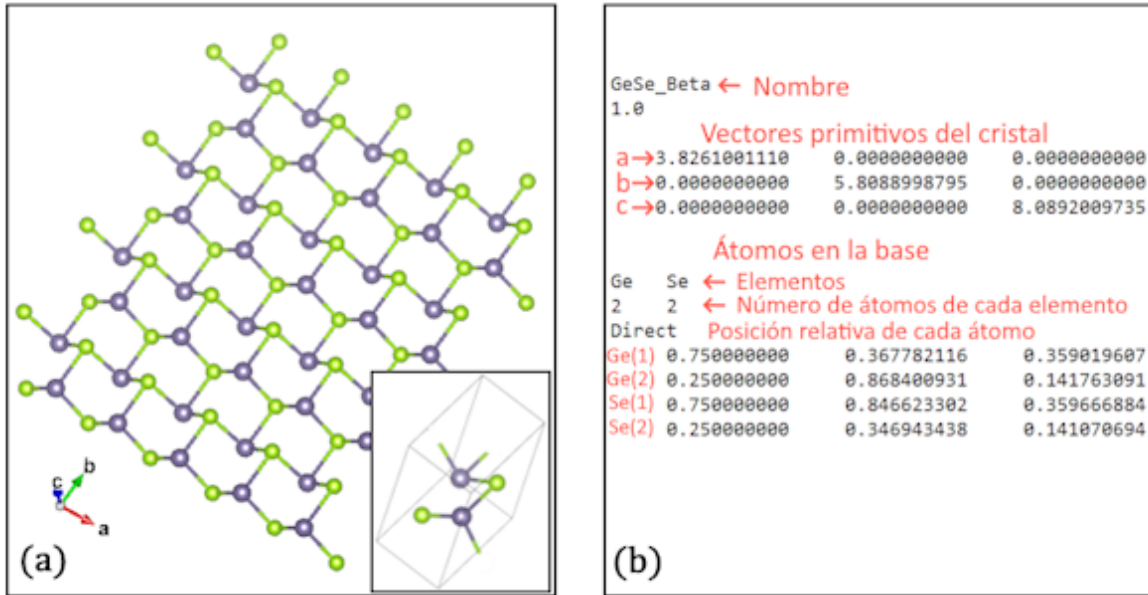 b
c
a
(a)
GeSe_Beta ← Nombre
1.0
Vectores primitivos del cristal
a→3.8261001110 0.0000000000 0.0000000000
b→0.0000000000 5.8088998795 0.0000000000
c→0.0000000000 0.0000000000 8.0892009735
Átomos en la base
Ge Se ← Elementos
2 2 ← Número de átomos de cada elemento
Direct Posición relativa de cada átomo
Ge(1) 0.750000000 0.367782116 0.359019607
Ge(2) 0.250000000 0.868400931 0.141763091
Se(1) 0.750000000 0.846623302 0.359666884
Se(2) 0.250000000 0.346943438 0.141070694
(b)